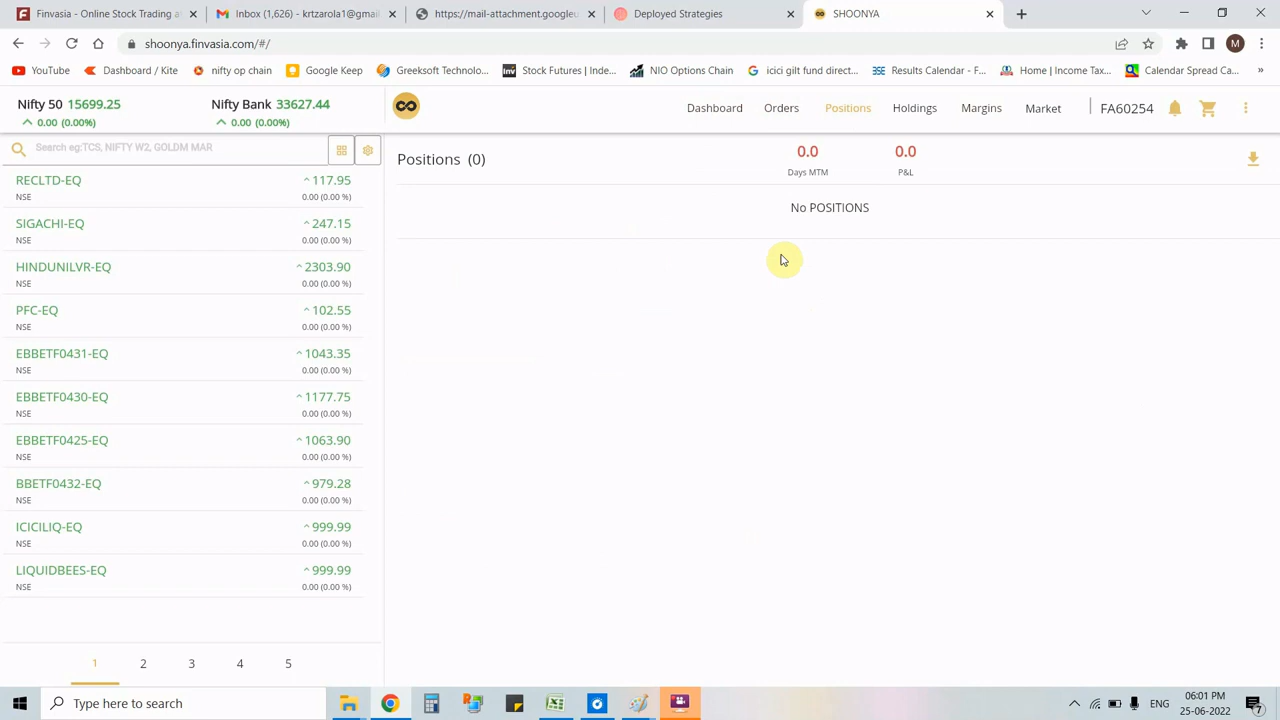 Finvasia - Online Stock Trading a
Inbox (1,626) - krtzarola1@gmail
https://mail-attachment.googleu
Deployed Strategies
SHOONYA
shoonya.finvasia.com/#/
M
YouTube
Dashboard / Kite
nifty opn chain
Google Keep
Greeksoft Technolo...
Stock Futures | Inde...
NIO Options Chain
icici gilt fund direct...
Results Calendar - F...
Home | Income Tax...
Calendar Spread Ca...
»
Nifty 50 15699.25
0.00 (0.00%)
Nifty Bank 33627.44
0.00 (0.00%)
Dashboard
Orders
Positions
Holdings
Margins
Market
FA60254
Search eg:TCS, NIFTY W2, GOLDM MAR
RECLTD-EQ 117.95
NSE 0.00 (0.00 %)
SIGACHI-EQ 247.15
NSE 0.00 (0.00 %)
HINDUNILVR-EQ 2303.90
NSE 0.00 (0.00 %)
PFC-EQ 102.55
NSE 0.00 (0.00 %)
EBBETF0431-EQ 1043.35
NSE 0.00 (0.00 %)
EBBETF0430-EQ 1177.75
NSE 0.00 (0.00 %)
EBBETF0425-EQ 1063.90
NSE 0.00 (0.00 %)
BBETF0432-EQ 979.28
NSE 0.00 (0.00 %)
ICICILIQ-EQ 999.99
NSE 0.00 (0.00 %)
LIQUIDBEES-EQ 999.99
NSE 0.00 (0.00 %)
1 2 3 4 5
Positions (0)
0.0
Days MTM
0.0
P&L
No POSITIONS
Type here to search
ENG
06:01 PM
25-06-2022
7